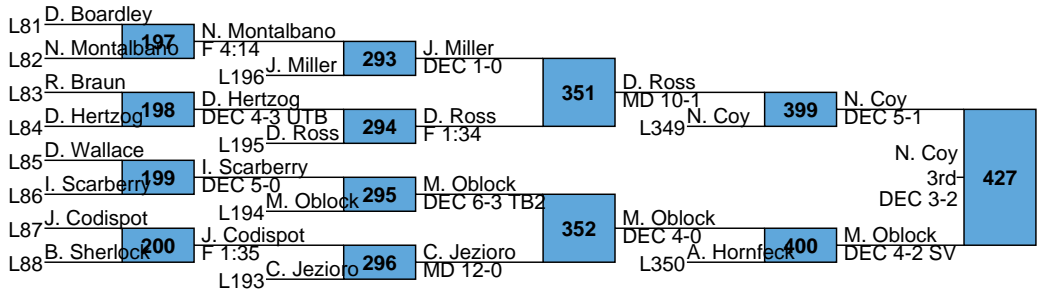 L81 D. Boardley
197
L82 N. Montalbano
N. Montalbano
F 4:14
293
L196 J. Miller
J. Miller
DEC 1-0
L83 R. Braun
198
L84 D. Hertzog
D. Hertzog
DEC 4-3 UTB
294
L195 D. Ross
D. Ross
F 1:34
351
D. Ross
MD 10-1
L349 N. Coy
399
N. Coy
DEC 5-1
L85 D. Wallace
199
L86 I. Scarberry
I. Scarberry
DEC 5-0
295
L194 M. Oblock
M. Oblock
DEC 6-3 TB2
L87 J. Codispot
200
L88 B. Sherlock
J. Codispot
F 1:35
296
L193 C. Jezioro
C. Jezioro
MD 12-0
352
M. Oblock
DEC 4-0
L350 A. Hornfeck
400
M. Oblock
DEC 4-2 SV
427
N. Coy
3rd
DEC 3-2